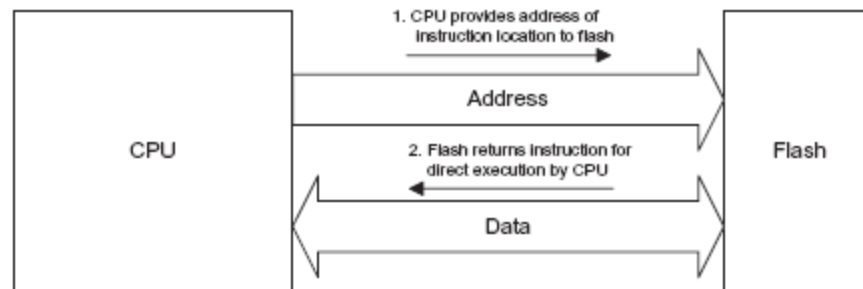 1. CPU provides address of
instruction location to flash
Address
CPU
Flash
2. Flash returns instruction for
direct execution by CPU
Data